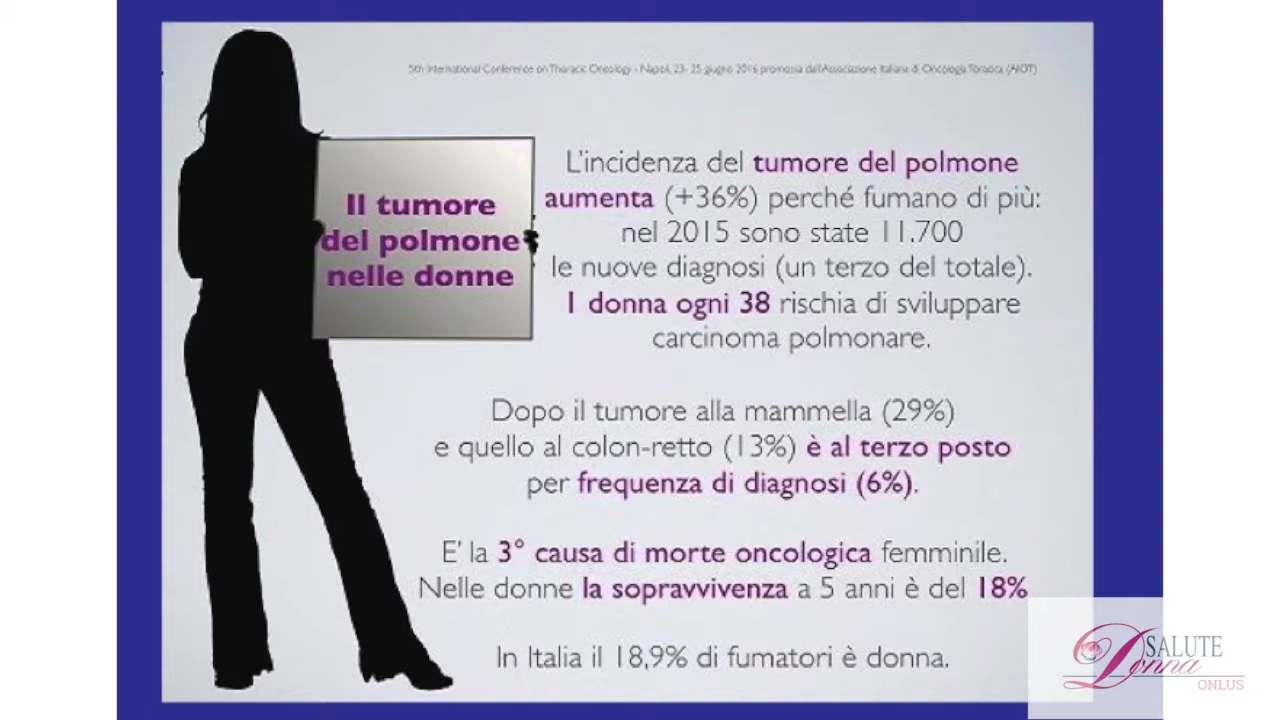 5th International Conference on Thoracic Oncology - Napoli, 23- 25 giugno 2016 promossa dall'Associazione Italiana di Oncologia Toracica (AIOT)
Il tumore
del polmone
nelle donne
L'incidenza del tumore del polmone
aumenta (+36%) perché fumano di più:
nel 2015 sono state 11.700
le nuove diagnosi (un terzo del totale).
1 donna ogni 38 rischia di sviluppare
carcinoma polmonare.
Dopo il tumore alla mammella (29%)
e quello al colon-retto (13%) è al terzo posto
per frequenza di diagnosi (6%).
E' la 3° causa di morte oncologica femminile.
Nelle donne la sopravvivenza a 5 anni è del 18%
In Italia il 18,9% di fumatori è donna.
SALUTE
Donna
ONLUS